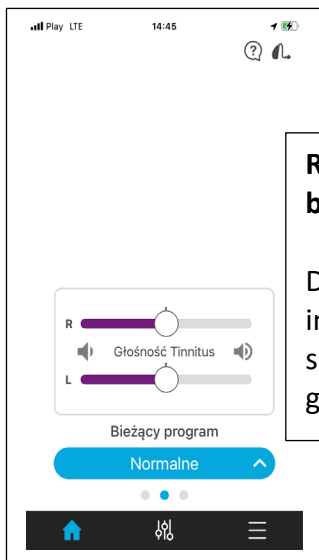 Play LTE
14:45
R
Głośność Tinnitus
L
Bieżący program
Normalne